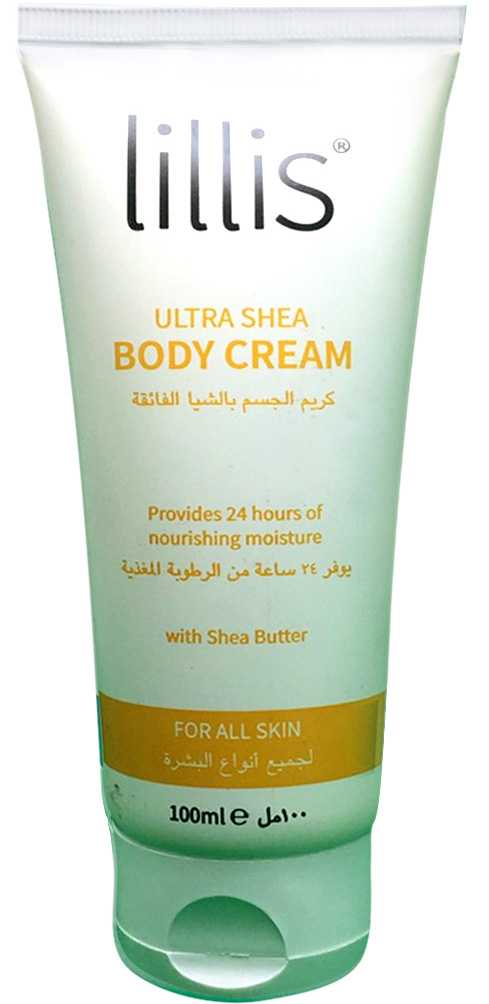 lillis®
ULTRA SHEA
BODY CREAM
كريم الجسم بالشيا الفائقة
Provides 24 hours of
nourishing moisture
يوفر ٢٤ ساعة من الرطوبة المغذية
with Shea Butter
FOR ALL SKIN
لجميع أنواع البشرة
100ml e ١٠٠مل